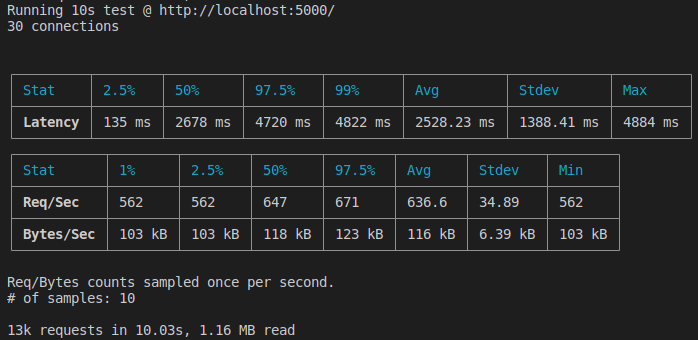 Running 10s test @ http://localhost:5000/
30 connections
Stat 2.5% 50% 97.5% 99% Avg Stdev Max
Latency 135 ms 2678 ms 4720 ms 4822 ms 2528.23 ms 1388.41 ms 4884 ms
Stat 1% 2.5% 50% 97.5% Avg Stdev Min
Req/Sec 562 562 647 671 636.6 34.89 562
Bytes/Sec 103 kB 103 kB 118 kB 123 kB 116 kB 6.39 kB 103 kB
Req/Bytes counts sampled once per second.
# of samples: 10
13k requests in 10.03s, 1.16 MB read